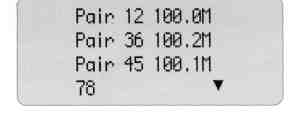 Pair 12 100.0M
Pair 36 100.2M
Pair 45 100.1M
78 ▼